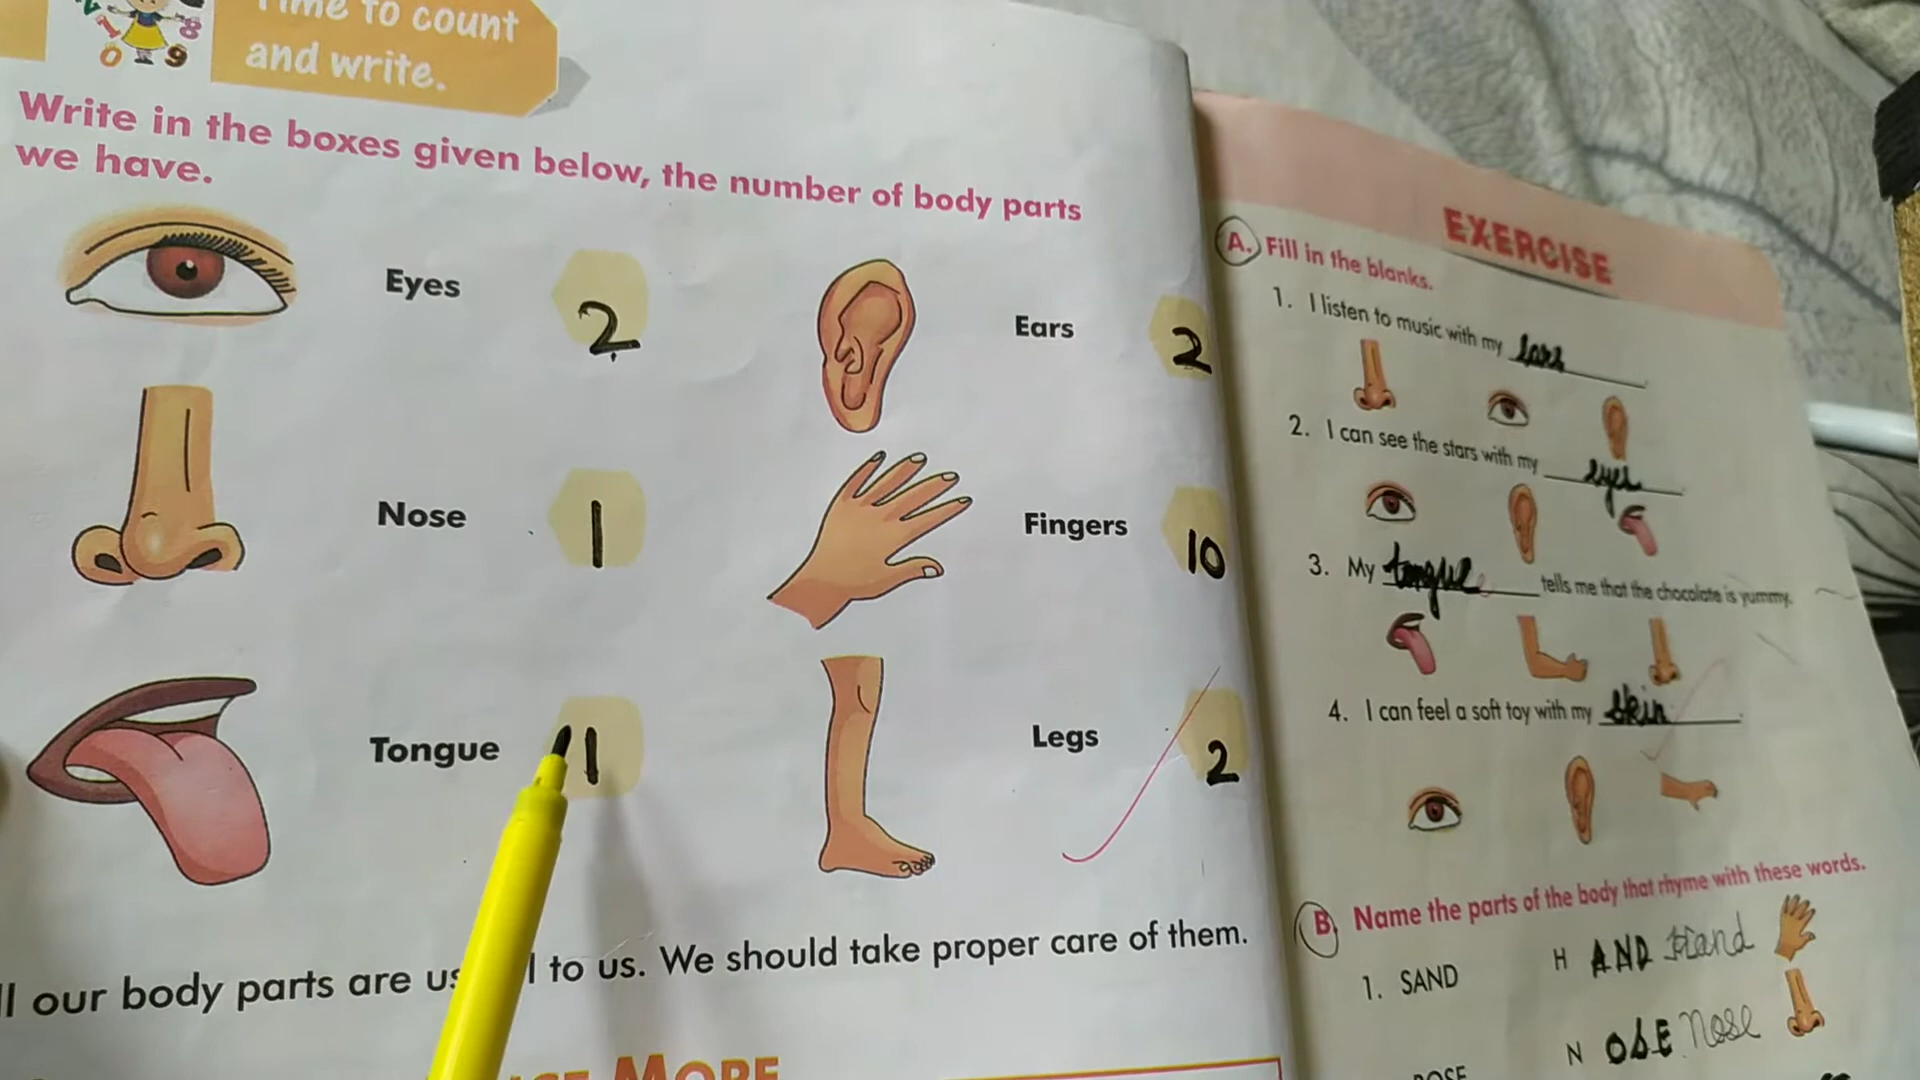 Time to count
and write.
Write in the boxes given below, the number of body parts
we have.
Eyes 2
Ears 2
Nose 1
Fingers 10
Tongue 1
Legs 2
ll our body parts are us l to us. We should take proper care of them.
MORE
EXERCISE
A. Fill in the blanks.
1. I listen to music with my ears
2. I can see the stars with my eyes
3. My tongue tells me that the chocolate is yummy.
4. I can feel a soft toy with my skin.
B. Name the parts of the body that rhyme with these words.
1. SAND H AND Hand
N OSE Nose